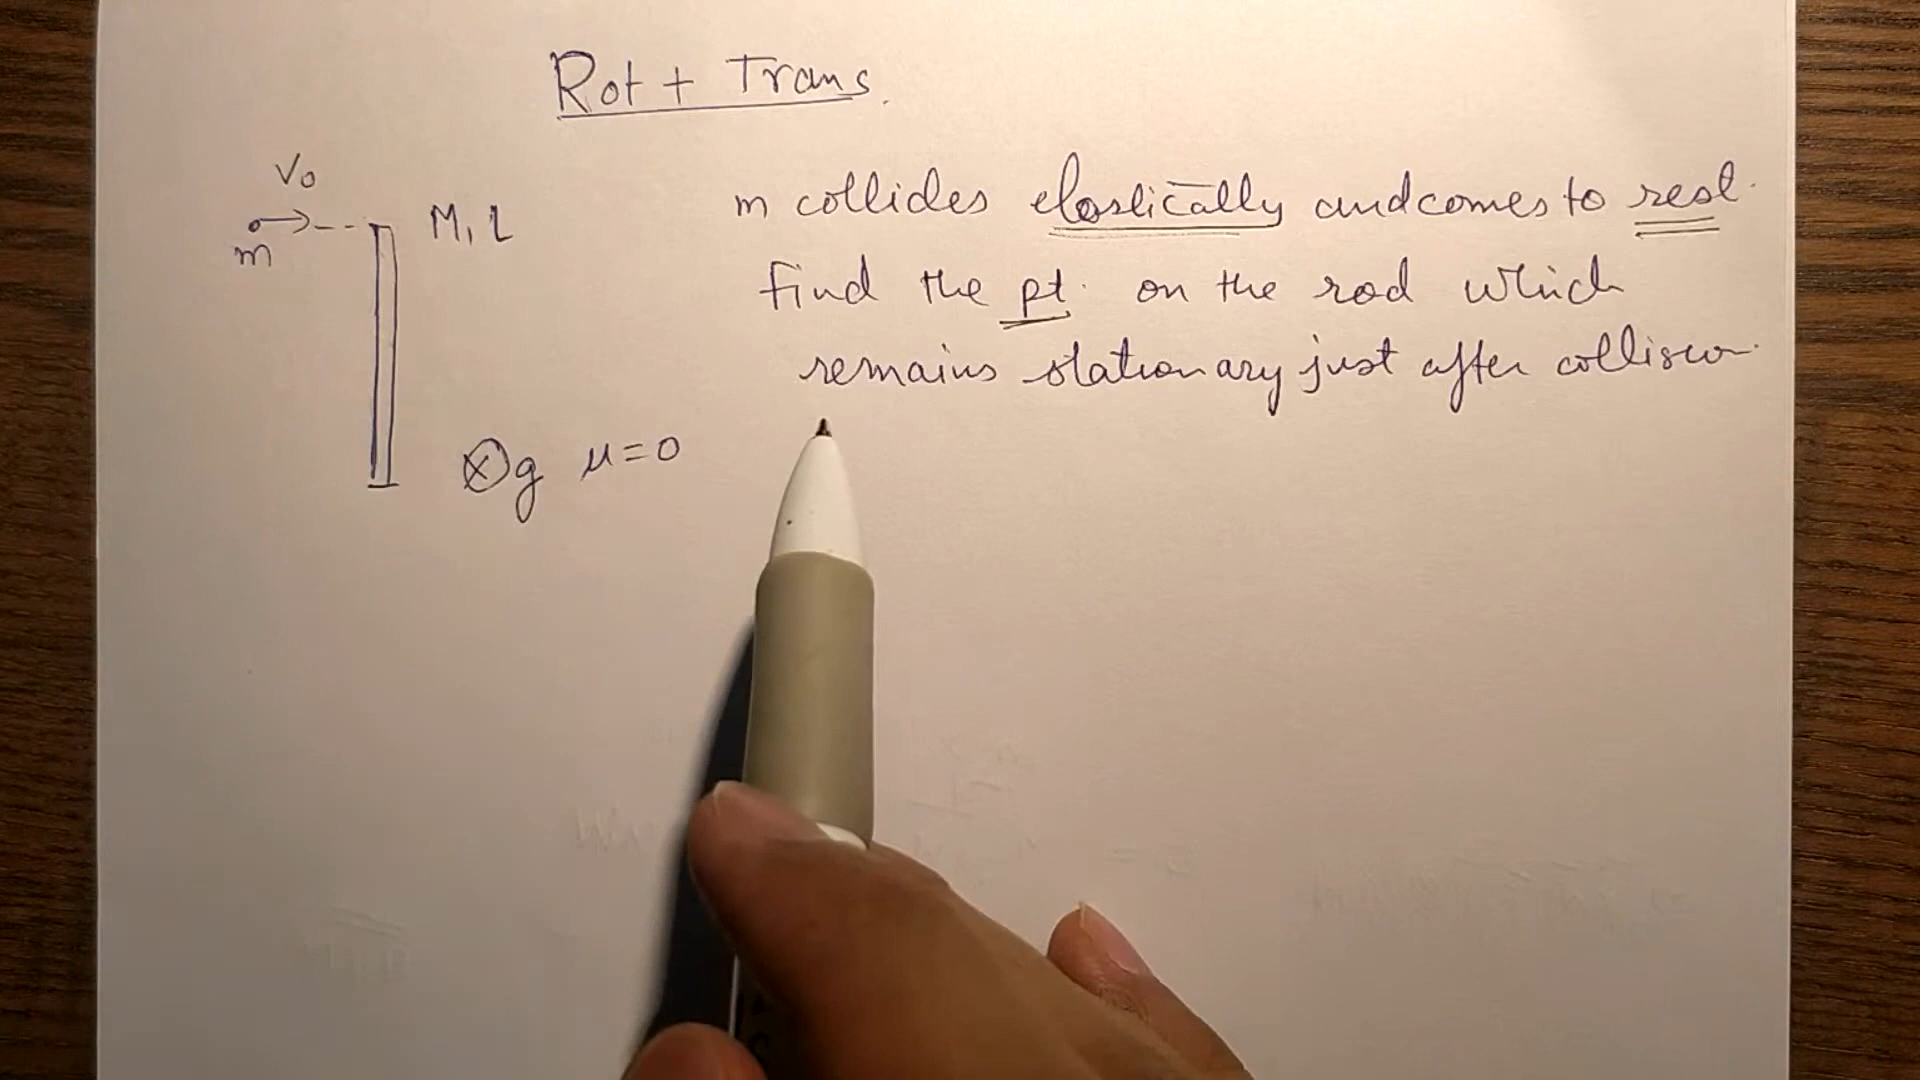 Rot + Trans.
V₀
m
M, L
m collides elastically and comes to rest.
find the pt. on the rod which
remains stationary just after collision.
⊗g μ=0